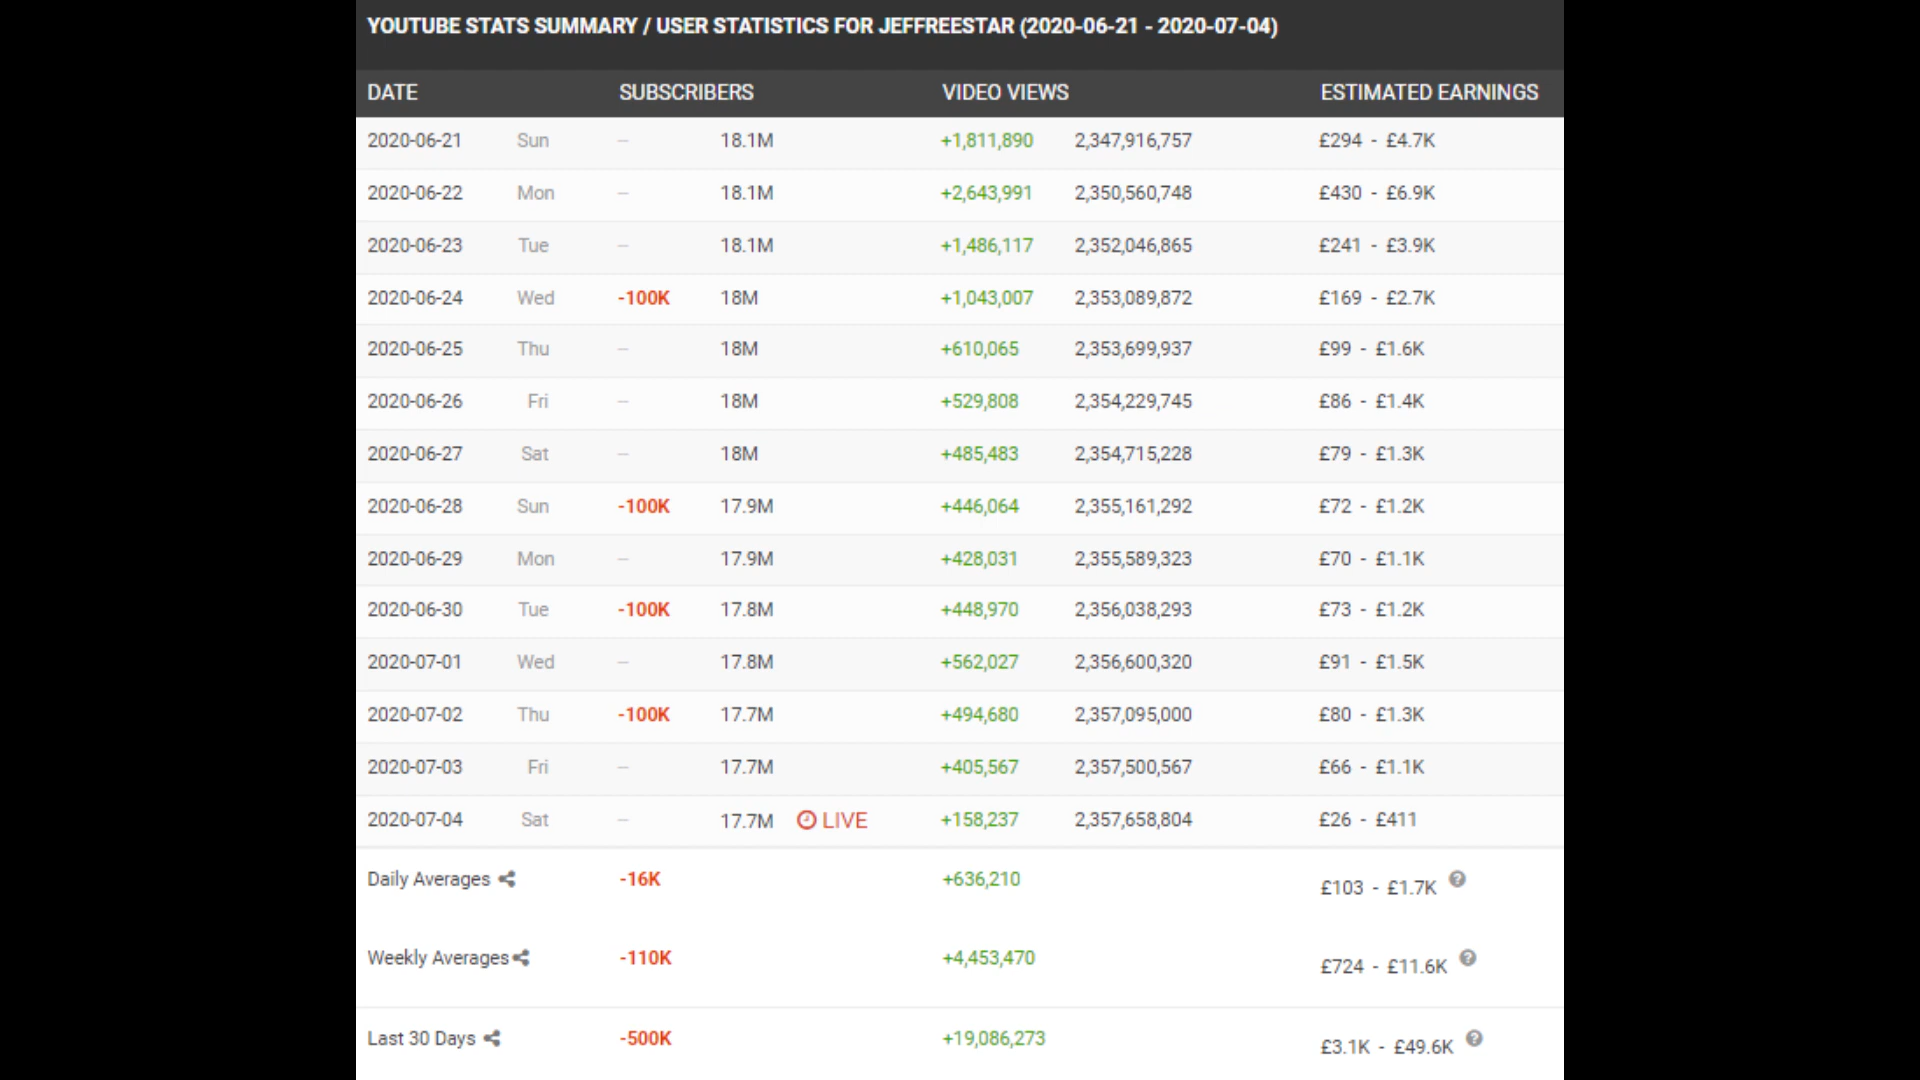 YOUTUBE STATS SUMMARY / USER STATISTICS FOR JEFFREESTAR (2020-06-21 - 2020-07-04)
DATE SUBSCRIBERS VIDEO VIEWS ESTIMATED EARNINGS
2020-06-21 Sun -- 18.1M +1,811,890 2,347,916,757 £294 - £4.7K
2020-06-22 Mon -- 18.1M +2,643,991 2,350,560,748 £430 - £6.9K
2020-06-23 Tue -- 18.1M +1,486,117 2,352,046,865 £241 - £3.9K
2020-06-24 Wed -100K 18M +1,043,007 2,353,089,872 £169 - £2.7K
2020-06-25 Thu -- 18M +610,065 2,353,699,937 £99 - £1.6K
2020-06-26 Fri -- 18M +529,808 2,354,229,745 £86 - £1.4K
2020-06-27 Sat -- 18M +485,483 2,354,715,228 £79 - £1.3K
2020-06-28 Sun -100K 17.9M +446,064 2,355,161,292 £72 - £1.2K
2020-06-29 Mon -- 17.9M +428,031 2,355,589,323 £70 - £1.1K
2020-06-30 Tue -100K 17.8M +448,970 2,356,038,293 £73 - £1.2K
2020-07-01 Wed -- 17.8M +562,027 2,356,600,320 £91 - £1.5K
2020-07-02 Thu -100K 17.7M +494,680 2,357,095,000 £80 - £1.3K
2020-07-03 Fri -- 17.7M +405,567 2,357,500,567 £66 - £1.1K
2020-07-04 Sat -- 17.7M LIVE +158,237 2,357,658,804 £26 - £411
Daily Averages -16K +636,210 £103 - £1.7K ?
Weekly Averages -110K +4,453,470 £724 - £11.6K ?
Last 30 Days -500K +19,086,273 £3.1K - £49.6K ?